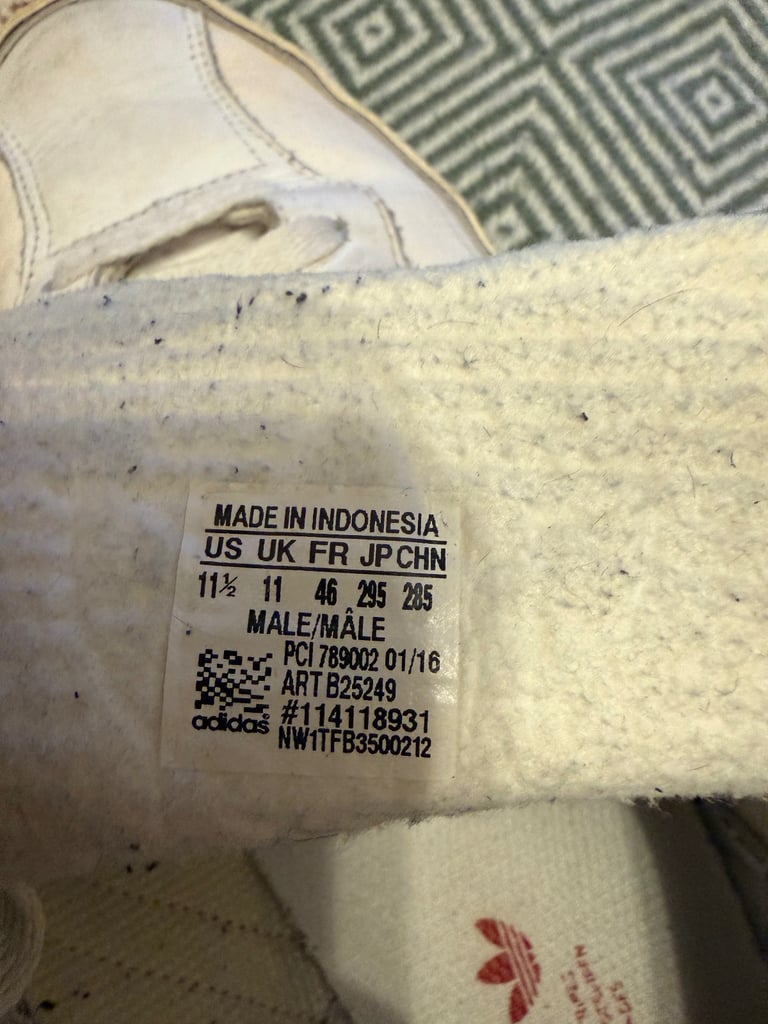 MADE IN INDONESIA
US UK FR JP CHN
11½ 11 46 295 285
MALE/MÂLE
PCI 789002 01/16
ART B25249
#114118931
adidas
NW1TFB3500212